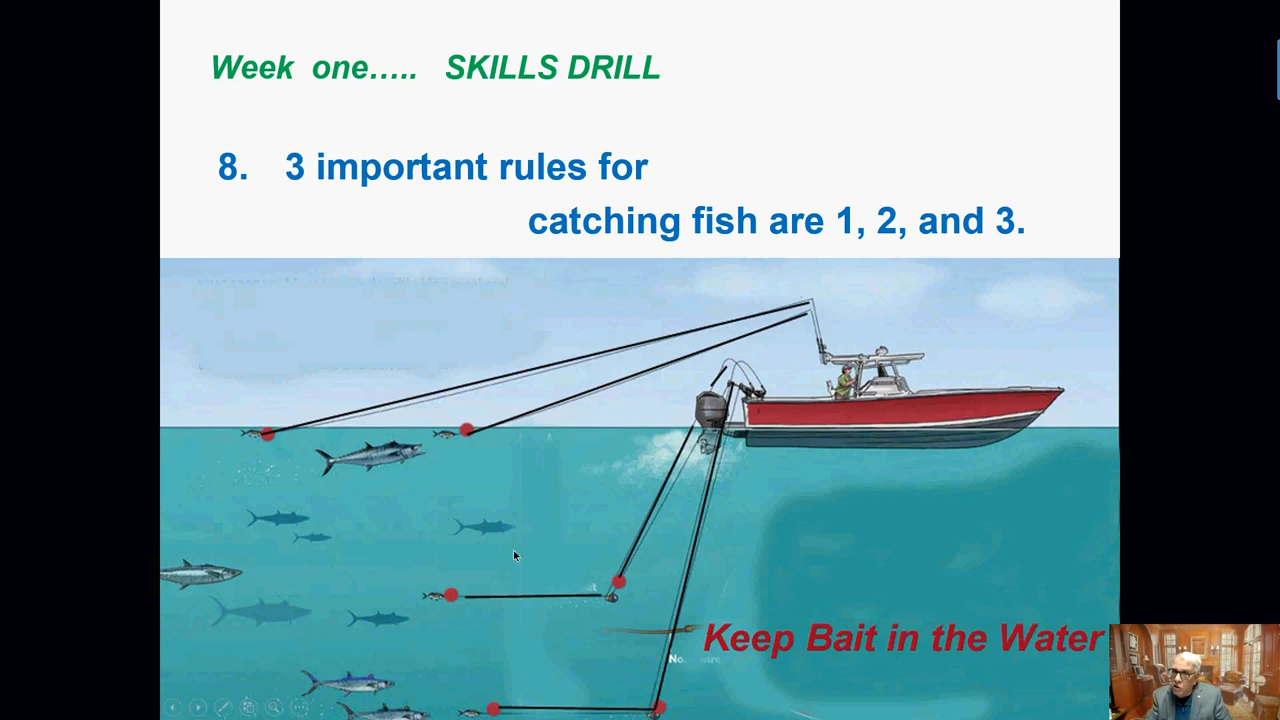 Week one….. SKILLS DRILL
8. 3 important rules for
catching fish are 1, 2, and 3.
Keep Bait in the Water